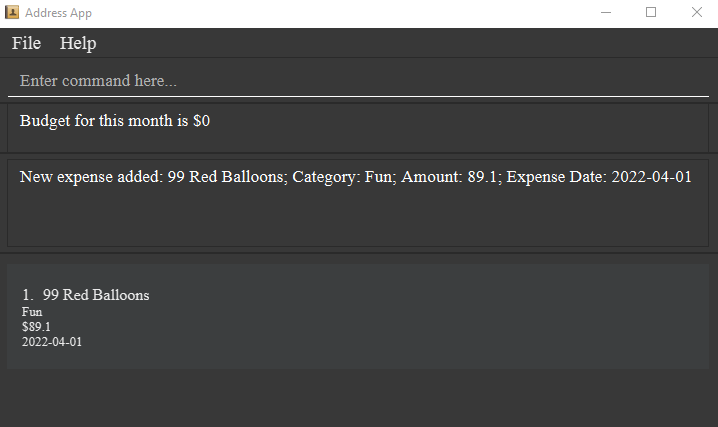 Address App
File Help
Enter command here...
Budget for this month is $0
New expense added: 99 Red Balloons; Category: Fun; Amount: 89.1; Expense Date: 2022-04-01
1. 99 Red Balloons
Fun
$89.1
2022-04-01